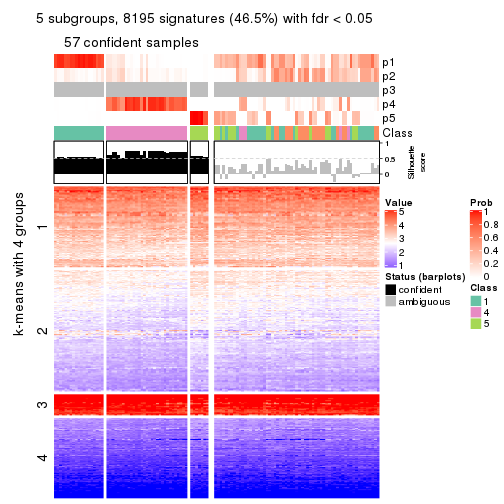 5 subgroups, 8195 signatures (46.5%) with fdr < 0.05
57 confident samples
p1
p2
p3
p4
p5
Class
1
0.5
0
Silhouette
score
k-means with 4 groups
1
2
3
4
Value
5
4
3
2
1
Status (barplots)
confident
ambiguous
Prob
1
0.8
0.6
0.4
0.2
0
Class
1
4
5